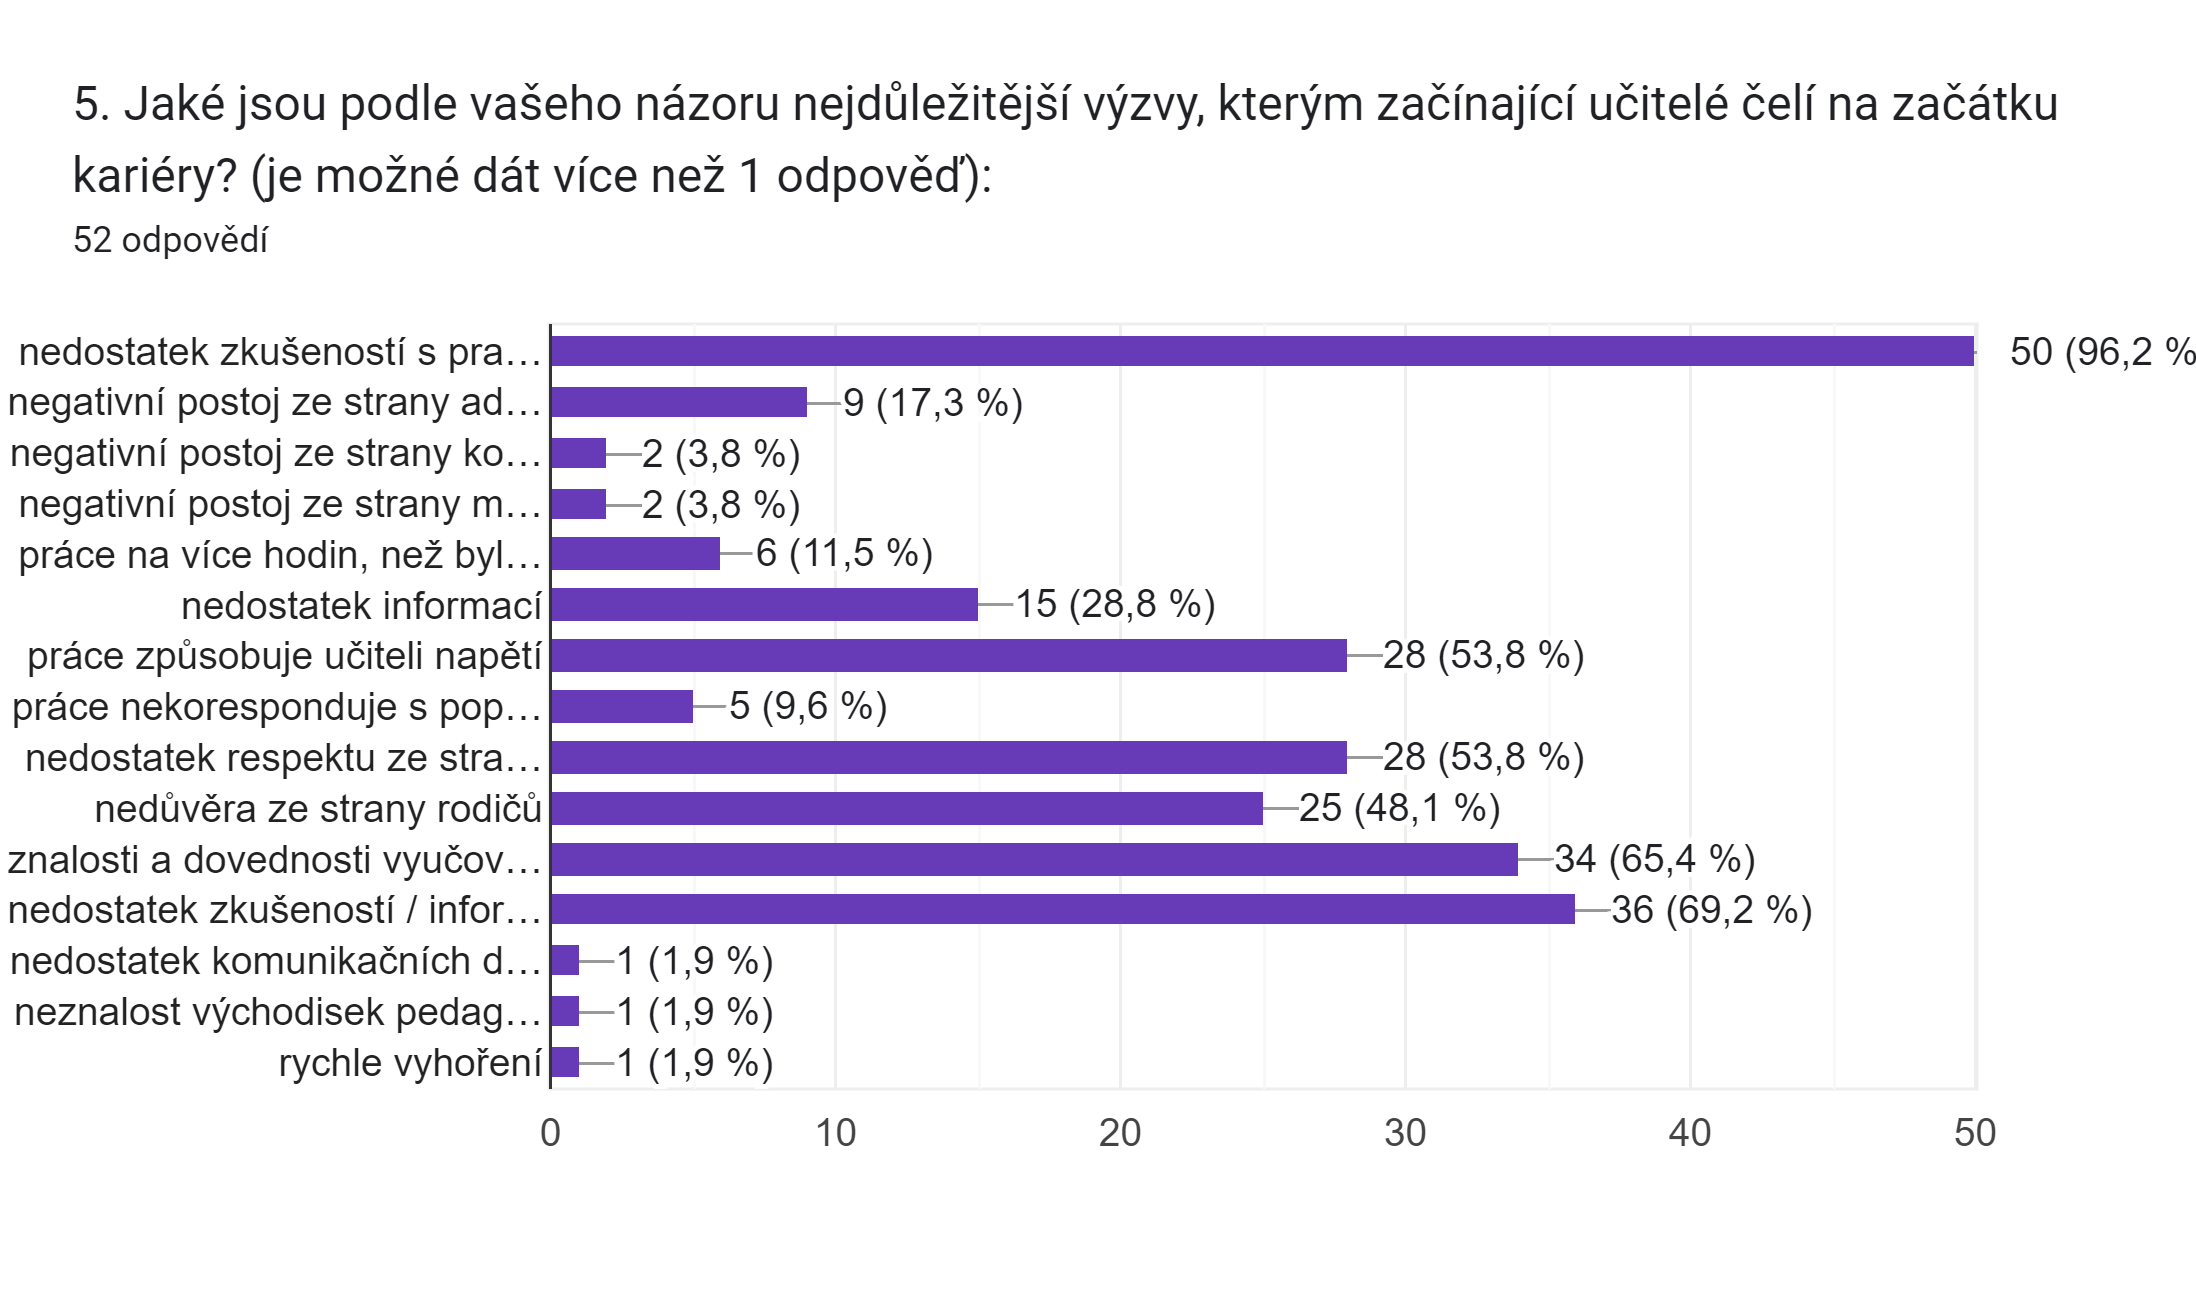 5. Jaké jsou podle vašeho názoru nejdůležitější výzvy, kterým začínající učitelé čelí na začátku
kariéry? (je možné dát více než 1 odpověď):
52 odpovědí
nedostatek zkušeností s pra… 50 (96,2 %
negativní postoj ze strany ad… 9 (17,3 %)
negativní postoj ze strany ko… 2 (3,8 %)
negativní postoj ze strany m… 2 (3,8 %)
práce na více hodin, než byl… 6 (11,5 %)
nedostatek informací 15 (28,8 %)
práce způsobuje učiteli napětí 28 (53,8 %)
práce nekoresponduje s pop… 5 (9,6 %)
nedostatek respektu ze stra… 28 (53,8 %)
nedůvěra ze strany rodičů 25 (48,1 %)
znalosti a dovednosti vyučov… 34 (65,4 %)
nedostatek zkušeností / infor… 36 (69,2 %)
nedostatek komunikačních d… 1 (1,9 %)
neznalost východisek pedag… 1 (1,9 %)
rychle vyhoření 1 (1,9 %)
0 10 20 30 40 50